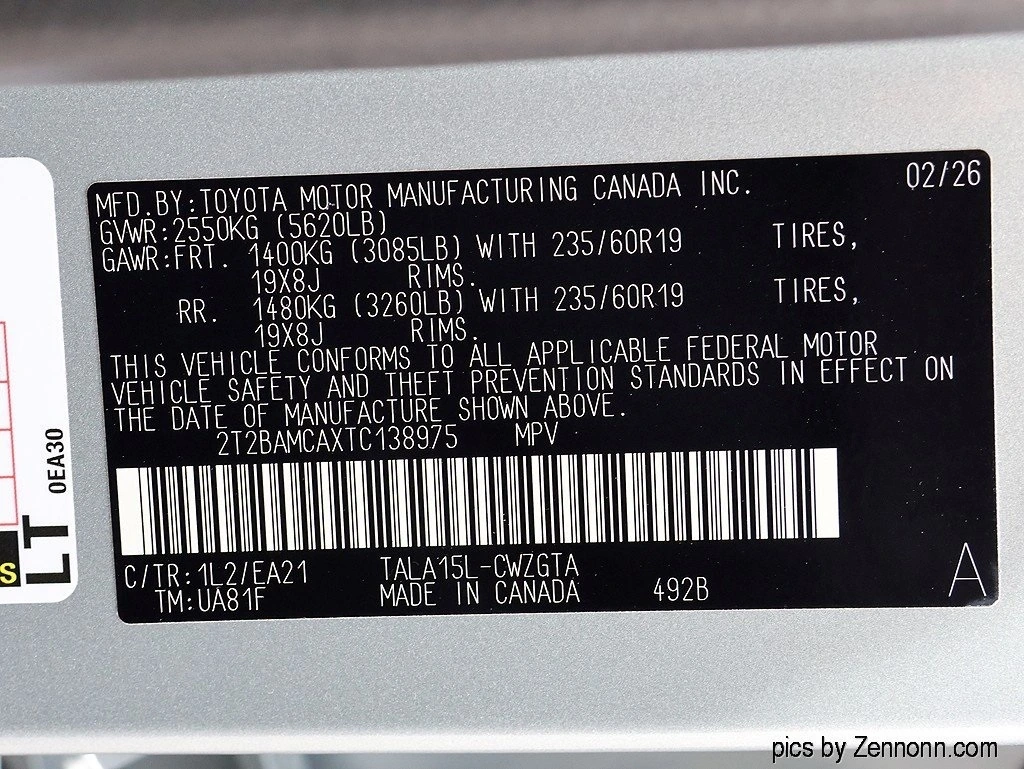 MFD.BY:TOYOTA MOTOR MANUFACTURING CANADA INC. 02/26
GVWR:2550KG (5620LB)
GAWR:FRT. 1400KG (3085LB) WITH 235/60R19 TIRES,
19X8J RIMS.
RR. 1480KG (3260LB) WITH 235/60R19 TIRES,
19X8J RIMS.
THIS VEHICLE CONFORMS TO ALL APPLICABLE FEDERAL MOTOR
VEHICLE SAFETY AND THEFT PREVENTION STANDARDS IN EFFECT ON
THE DATE OF MANUFACTURE SHOWN ABOVE.
2T2BAMCAXTC138975 MPV
C/TR:1L2/EA21 TALA15L-CWZGTA
TM:UA81F MADE IN CANADA 492B A
0EA30
LT
S
pics by Zennonn.com